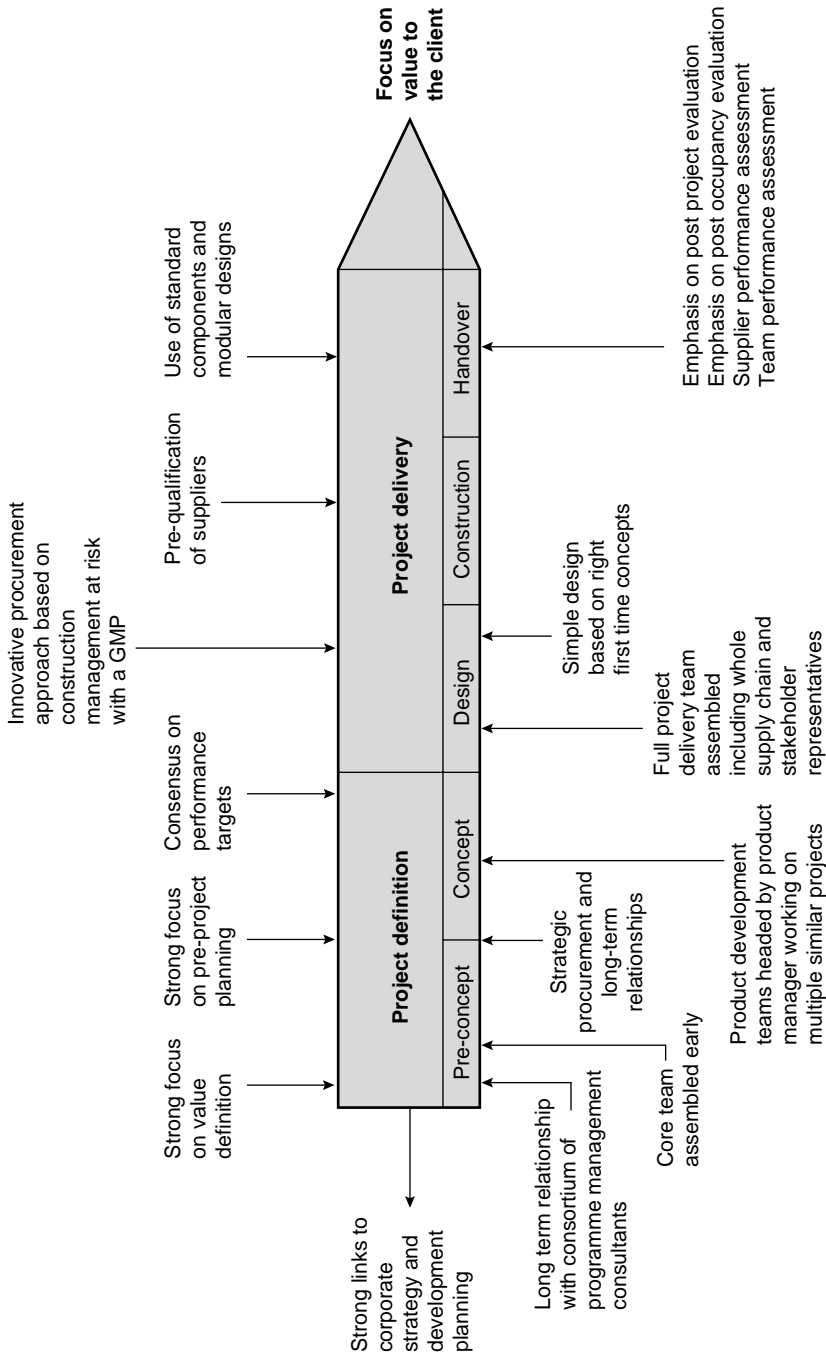 Innovative procurement
approach based on
construction
management at risk
with a GMP
Strong focus
on value
definition
Strong focus
on pre-project
planning
Consensus on
performance
targets
Pre-qualification
of suppliers
Use of standard
components and
modular designs
Strong links to
corporate
strategy and
development
planning
Project definition
Project delivery
Pre-concept
Concept
Design
Construction
Handover
Focus on
value to
the client
Long term relationship
with consortium of
programme management
consultants
Core team
assembled early
Strategic
procurement and
long-term
relationships
Product development
teams headed by product
manager working on
multiple similar projects
Full project
delivery team
assembled
including whole
supply chain and
stakeholder
representatives
Simple design
based on right
first time concepts
Emphasis on post project evaluation
Emphasis on post occupancy evaluation
Supplier performance assessment
Team performance assessment